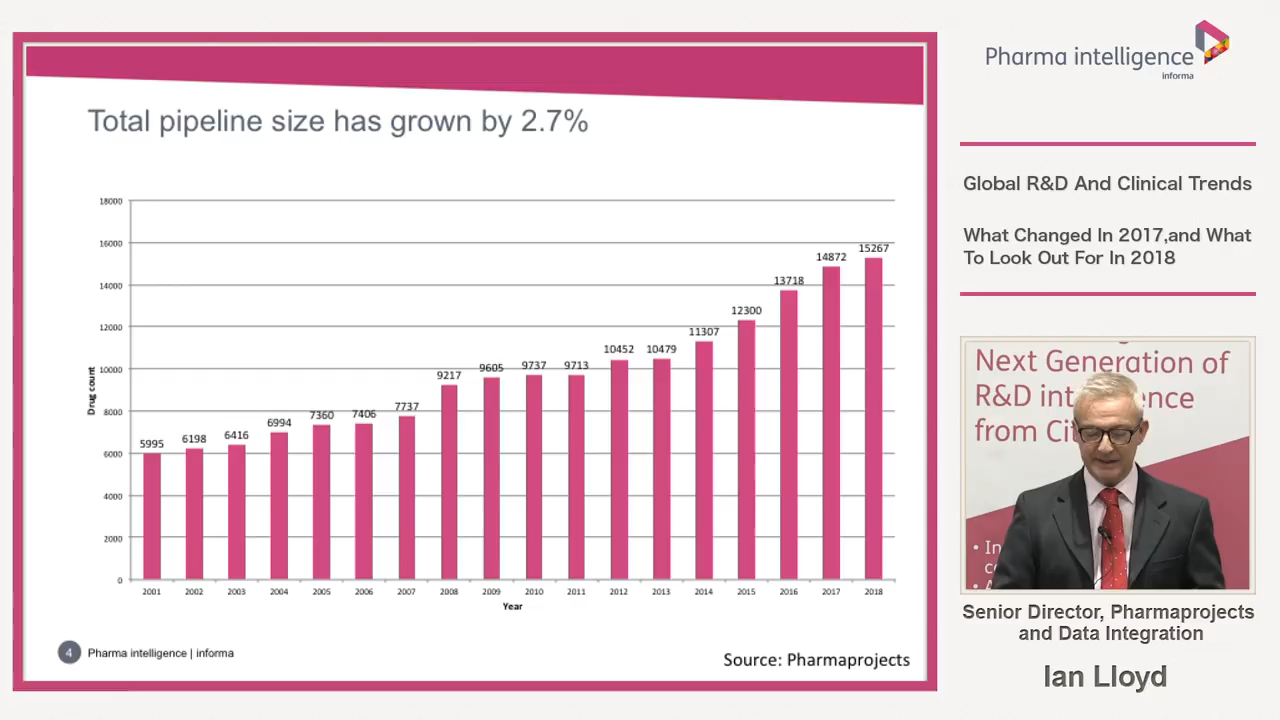 Total pipeline size has grown by 2.7%
18000
16000
14000
12000
10000
8000
6000
4000
2000
0
Drug count
5995
6198
6416
6994
7360
7406
7737
9217
9605
9737
9713
10452
10479
11307
12300
13718
14872
15267
2001 2002 2003 2004 2005 2006 2007 2008 2009 2010 2011 2012 2013 2014 2015 2016 2017 2018
Year
4 Pharma intelligence | informa
Source: Pharmaprojects
Pharma intelligence
informa
Global R&D And Clinical Trends
What Changed In 2017,and What
To Look Out For In 2018
Next Generation of
R&D int ence
from Cit
• In
• A
Senior Director, Pharmaprojects
and Data Integration
Ian Lloyd